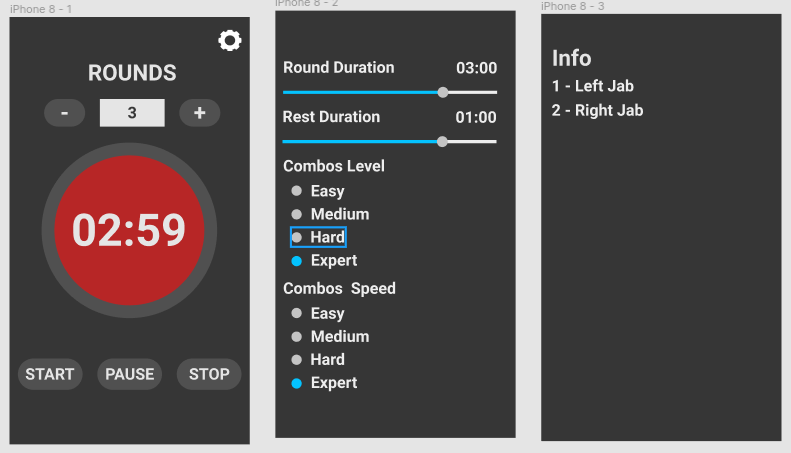 iPhone 8 - 1
ROUNDS
- 3 +
02:59
START PAUSE STOP
iPhone 8 - 2
Round Duration 03:00
Rest Duration 01:00
Combos Level
Easy
Medium
Hard
Expert
Combos Speed
Easy
Medium
Hard
Expert
iPhone 8 - 3
Info
1 - Left Jab
2 - Right Jab